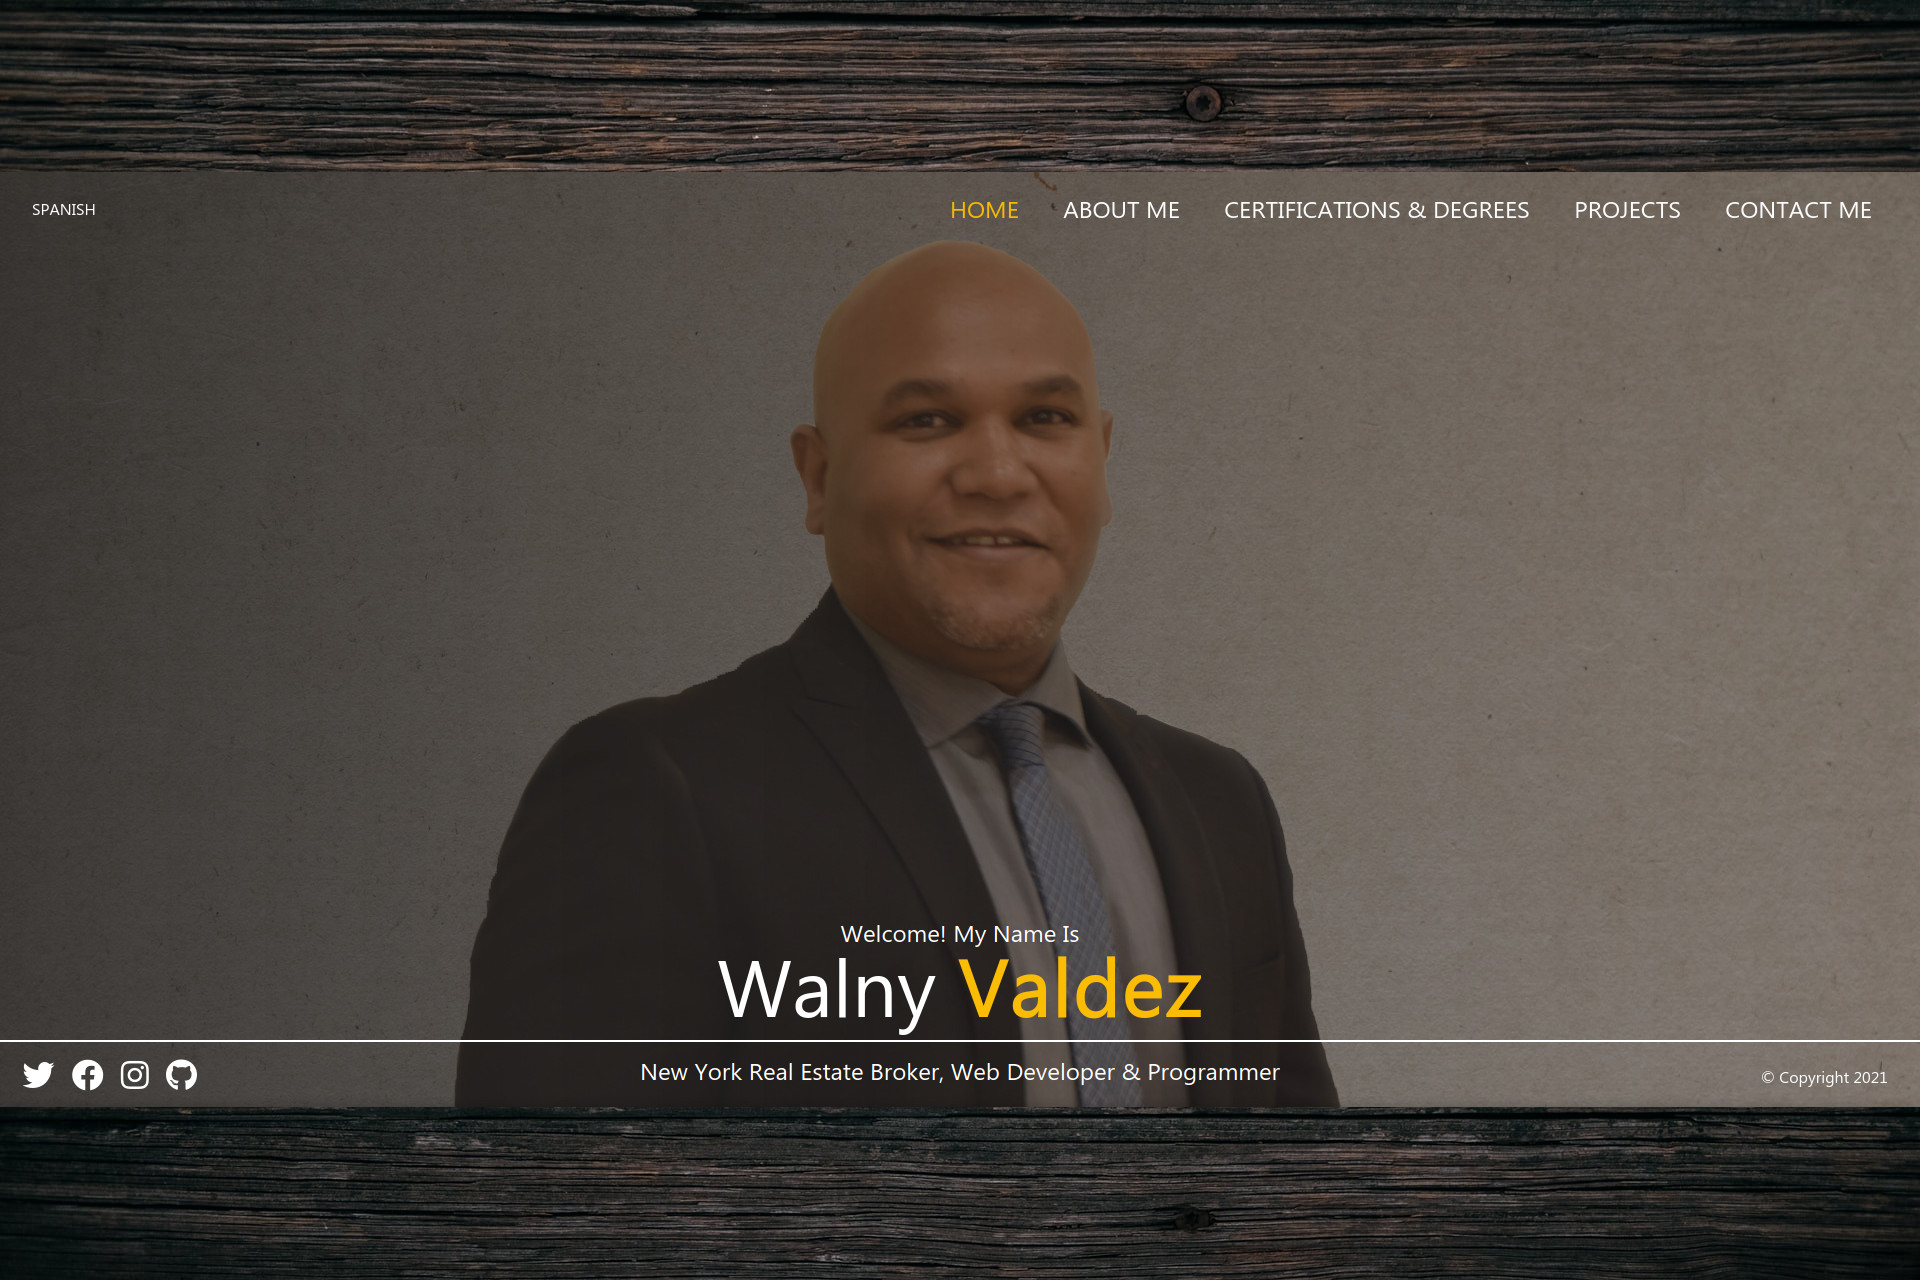 SPANISH
HOME ABOUT ME CERTIFICATIONS & DEGREES PROJECTS CONTACT ME
Welcome! My Name Is
Walny Valdez
New York Real Estate Broker, Web Developer & Programmer
© Copyright 2021